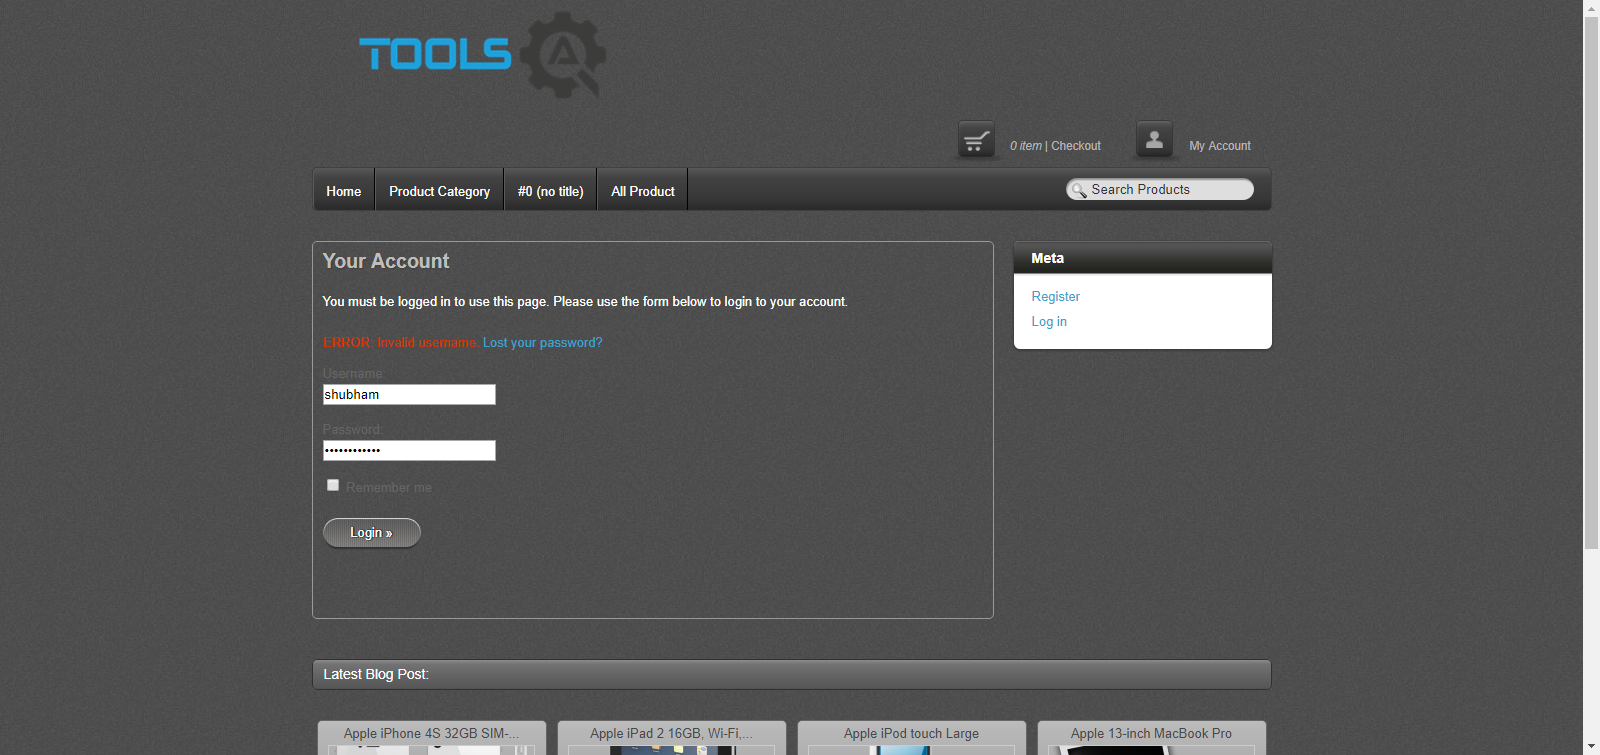 TOOLS
0 item | Checkout
My Account
Home
Product Category
#0 (no title)
All Product
Search Products
Your Account
You must be logged in to use this page. Please use the form below to login to your account.
ERROR: Invalid username. Lost your password?
Username:
shubham
Password:
••••••••••••
Remember me
Login »
Meta
Register
Log in
Latest Blog Post:
Apple iPhone 4S 32GB SIM-...
Apple iPad 2 16GB, Wi-Fi,...
Apple iPod touch Large
Apple 13-inch MacBook Pro